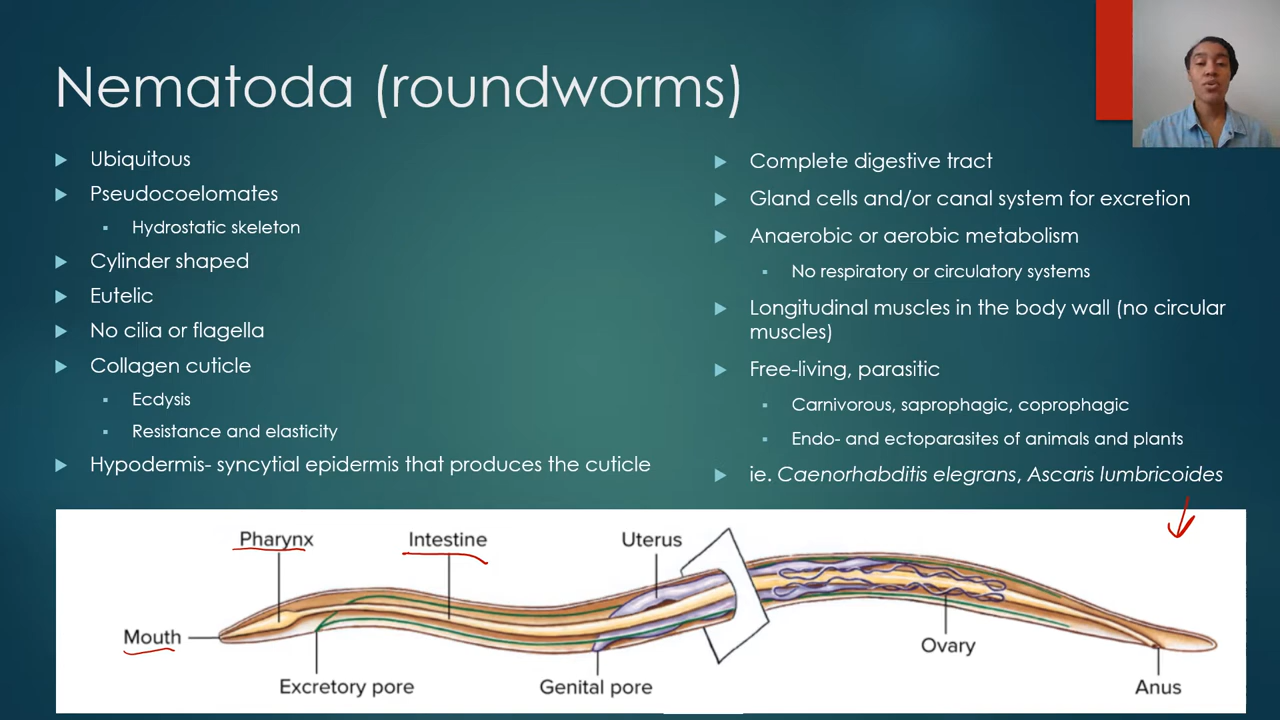 Nematoda (roundworms)
Ubiquitous
Pseudocoelomates
Hydrostatic skeleton
Cylinder shaped
Eutelic
No cilia or flagella
Collagen cuticle
Ecdysis
Resistance and elasticity
Hypodermis- syncytial epidermis that produces the cuticle
Complete digestive tract
Gland cells and/or canal system for excretion
Anaerobic or aerobic metabolism
No respiratory or circulatory systems
Longitudinal muscles in the body wall (no circular
muscles)
Free-living, parasitic
Carnivorous, saprophagic, coprophagic
Endo- and ectoparasites of animals and plants
ie. Caenorhabditis elegrans, Ascaris lumbricoides
Pharynx
Intestine
Uterus
Mouth
Ovary
Excretory pore
Genital pore
Anus